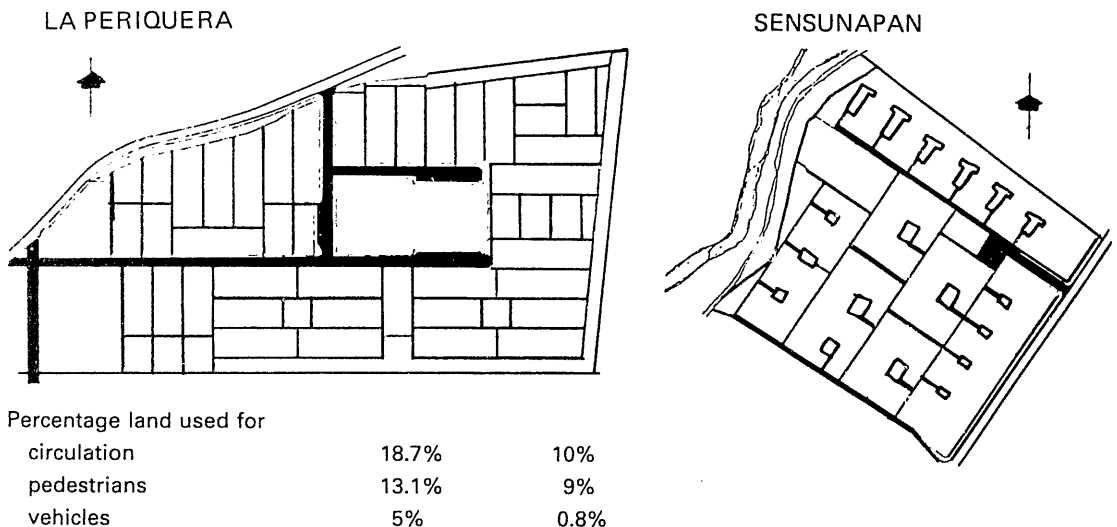 LA PERIQUERA
SENSUNAPAN
Percentage land used for
circulation 18.7% 10%
pedestrians 13.1% 9%
vehicles 5% 0.8%